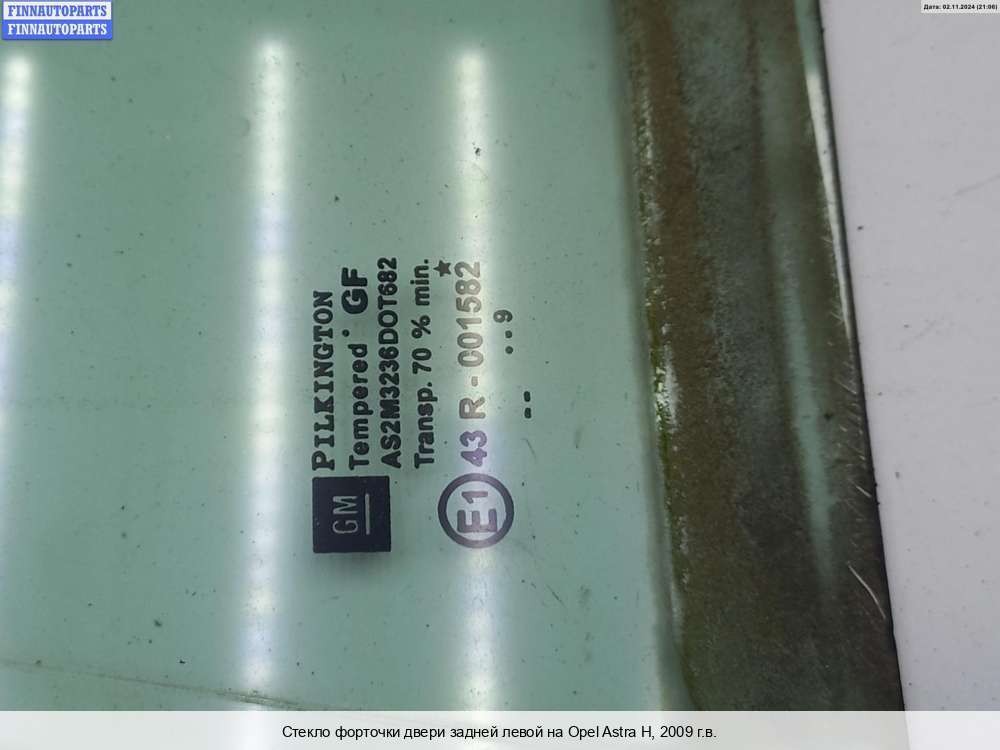 FINNAUTOPARTS
FINNAUTOPARTS
Дата: 02.11.2024 (21:06)
PILKINGTON
Tempered GF
AS2M3236DOT682
Transp. 70 % min.
GM
E1 43 R - 001582 ★
. . 9
. .
Стекло форточки двери задней левой на Opel Astra H, 2009 г.в.